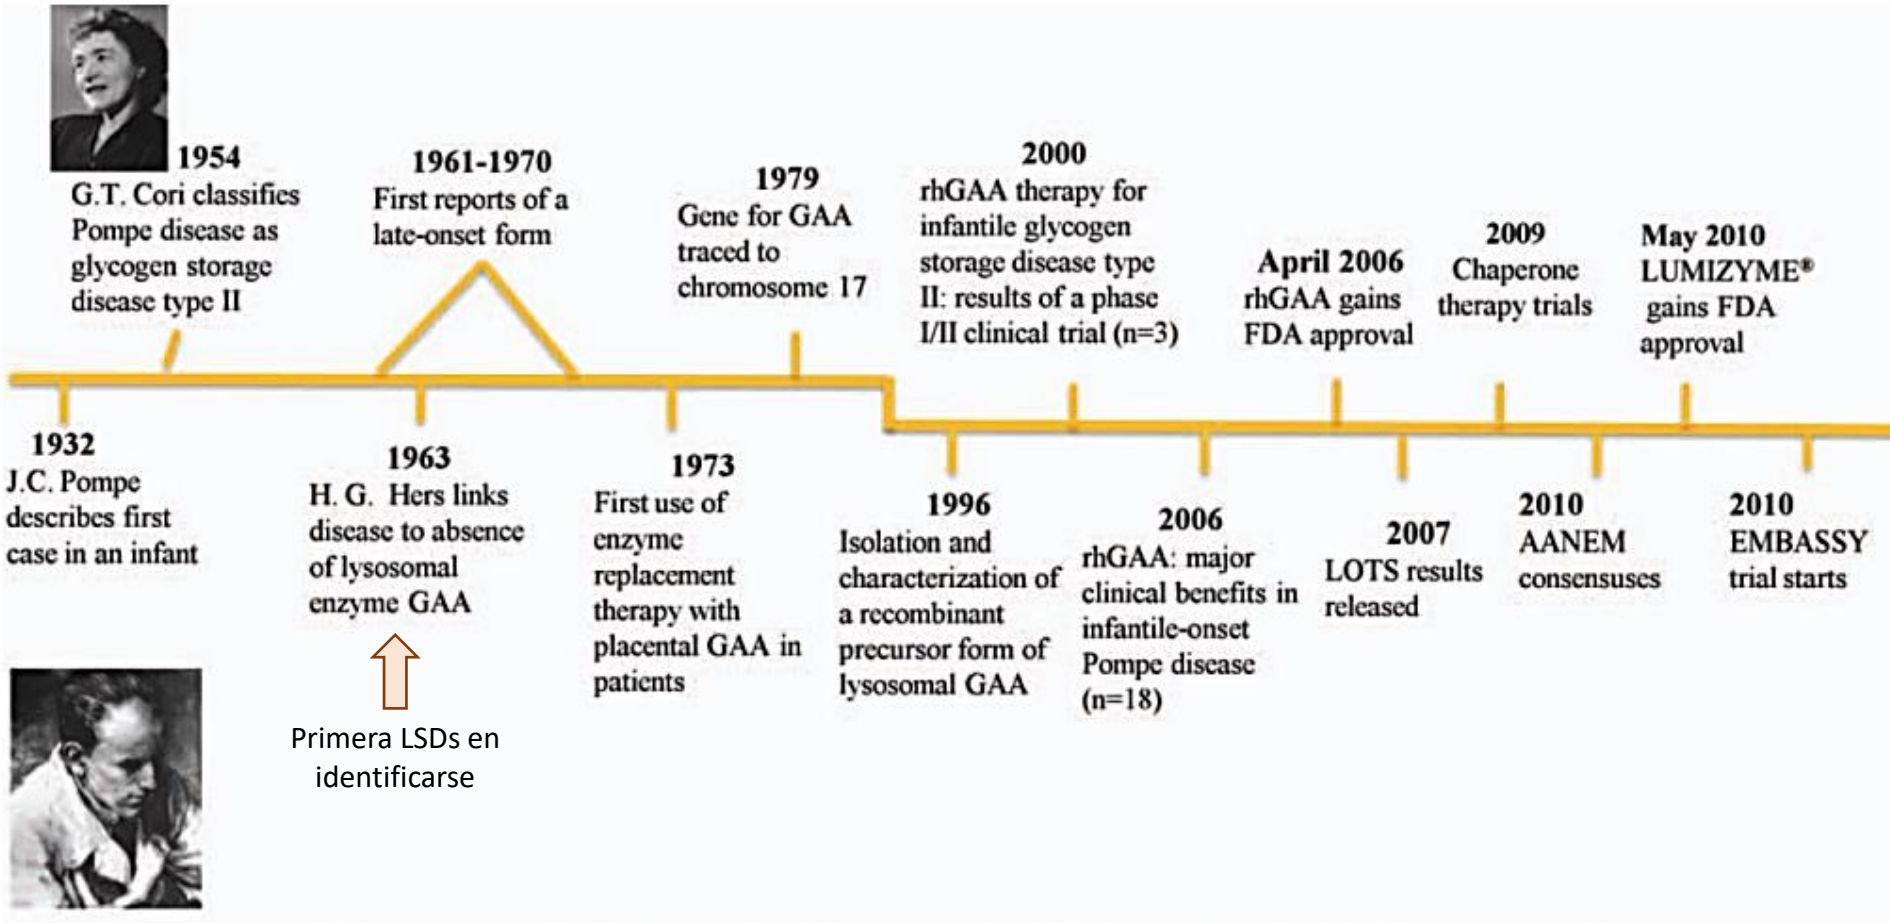 1954
G.T. Cori classifies
Pompe disease as
glycogen storage
disease type II
1961-1970
First reports of a
late-onset form
1979
Gene for GAA
traced to
chromosome 17
2000
rhGAA therapy for
infantile glycogen
storage disease type
II: results of a phase
I/II clinical trial (n=3)
April 2006
rhGAA gains
FDA approval
2009
Chaperone
therapy trials
May 2010
LUMIZYME®
gains FDA
approval
1932
J.C. Pompe
describes first
case in an infant
1963
H. G. Hers links
disease to absence
of lysosomal
enzyme GAA
Primera LSDs en
identificarse
1973
First use of
enzyme
replacement
therapy with
placental GAA in
patients
1996
Isolation and
characterization of
a recombinant
precursor form of
lysosomal GAA
2006
rhGAA: major
clinical benefits in
infantile-onset
Pompe disease
(n=18)
2007
LOTS results
released
2010
AANEM
consensuses
2010
EMBASSY
trial starts